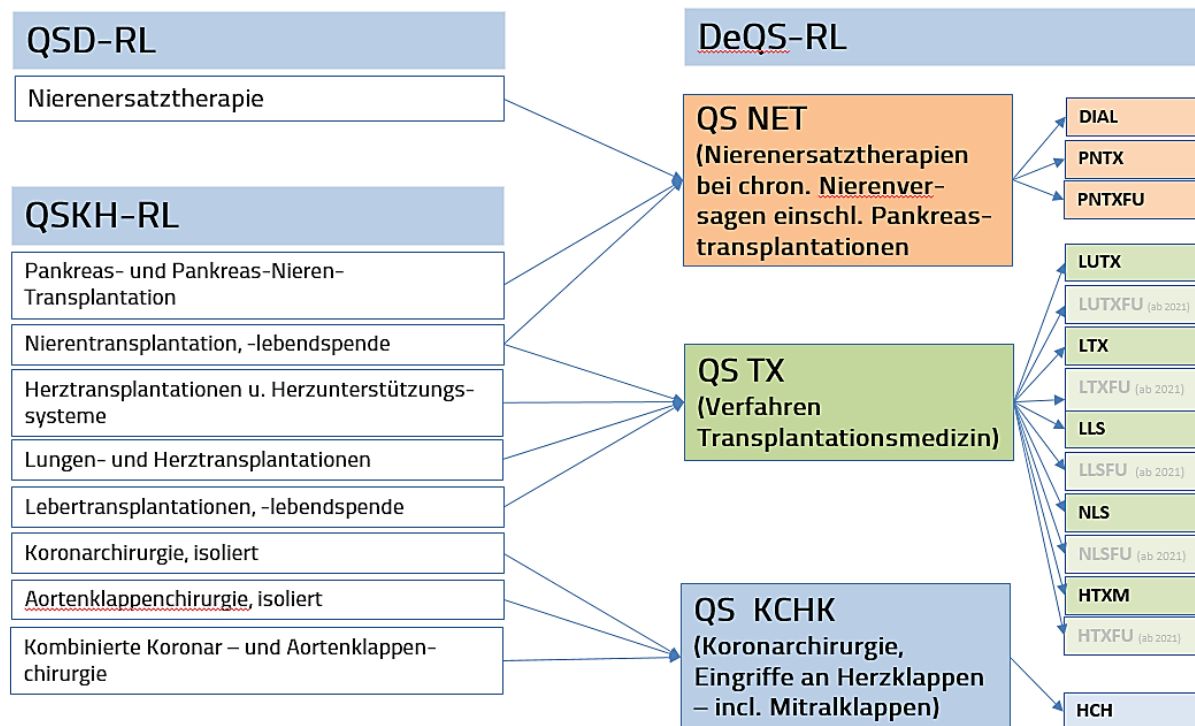 QSD-RL
Nierenersatztherapie
QSKH-RL
Pankreas- und Pankreas-Nieren-
Transplantation
Nierentransplantation, -lebendspende
Herztransplantationen u. Herzunterstützungs-
systeme
Lungen- und Herztransplantationen
Lebertransplantationen, -lebendspende
Koronarchirurgie, isoliert
Aortenklappenchirurgie, isoliert
Kombinierte Koronar – und Aortenklappen-
chirurgie
DeQS-RL
QS NET
(Nierenersatztherapien
bei chron. Nierenver-
sagen einschl. Pankreas-
transplantationen
QS TX
(Verfahren
Transplantationsmedizin)
QS KCHK
(Koronarchirurgie,
Eingriffe an Herzklappen
– incl. Mitralklappen)
DIAL
PNTX
PNTXFU
LUTX
LUTXFU (ab 2021)
LTX
LTXFU (ab 2021)
LLS
LLSFU (ab 2021)
NLS
NLSFU (ab 2021)
HTXM
HTXFU (ab 2021)
HCH